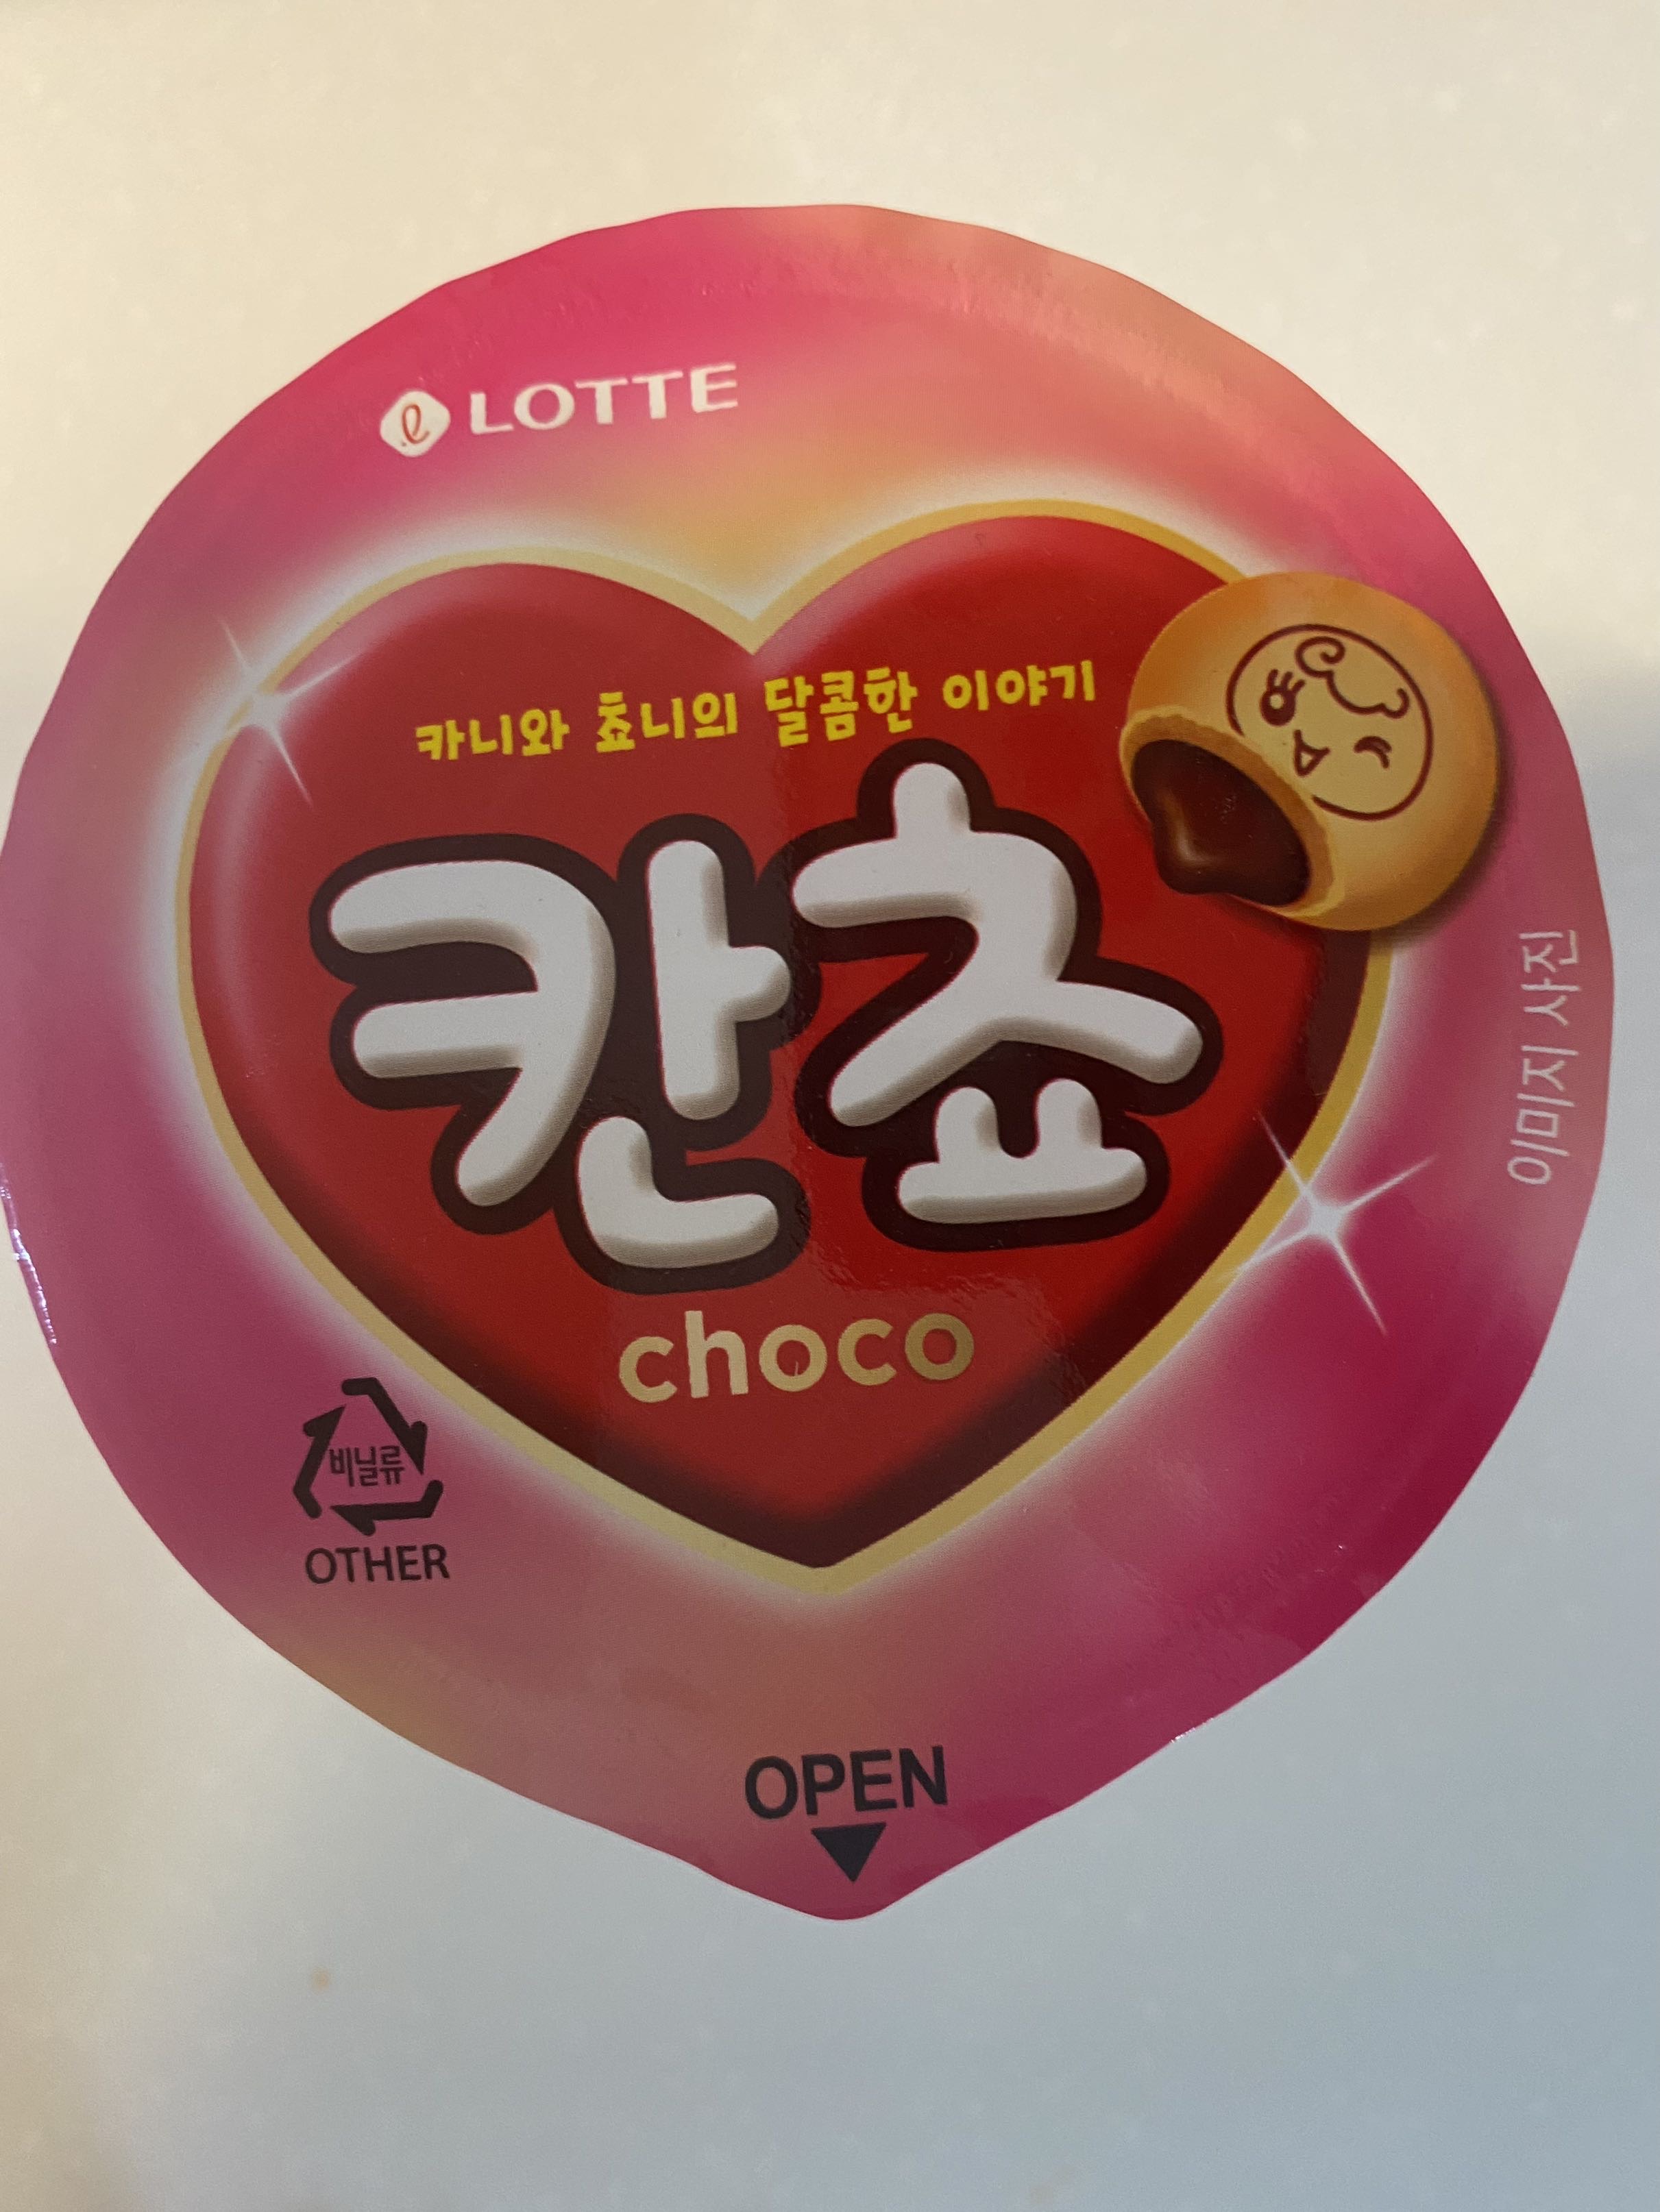 LOTTE
카니와 쵸니의 달콤한 이야기
칸쵸
choco
이미지 사진
비닐류
OTHER
OPEN